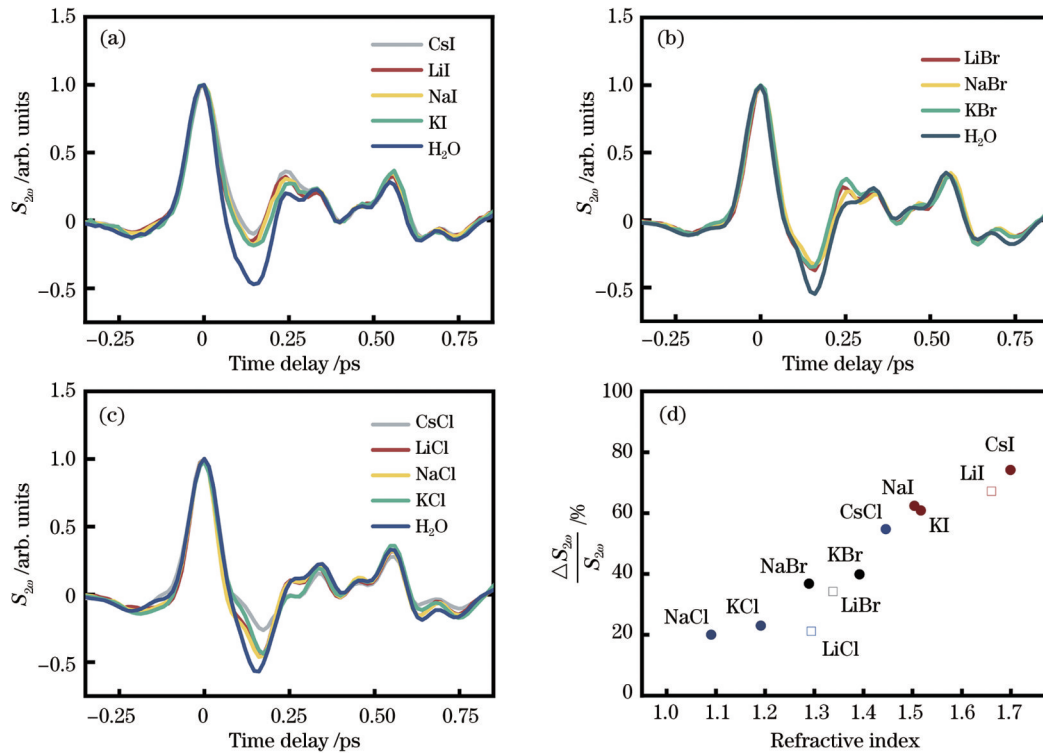 (a)
1.5
1.0
0.5
0
−0.5
S2ω /arb. units
CsI
LiI
NaI
KI
H2O
−0.25
0
0.25
0.50
0.75
Time delay /ps
(b)
1.5
1.0
0.5
0
−0.5
S2ω /arb. units
LiBr
NaBr
KBr
H2O
−0.25
0
0.25
0.50
0.75
Time delay /ps
(c)
1.5
1.0
0.5
0
−0.5
S2ω /arb. units
CsCl
LiCl
NaCl
KCl
H2O
−0.25
0
0.25
0.50
0.75
Time delay /ps
(d)
100
80
60
40
20
0
ΔS2ω
S2ω
/%
CsI
LiI
NaI
KI
CsCl
KBr
NaBr
LiBr
KCl
NaCl
LiCl
1.0
1.1
1.2
1.3
1.4
1.5
1.6
1.7
Refractive index